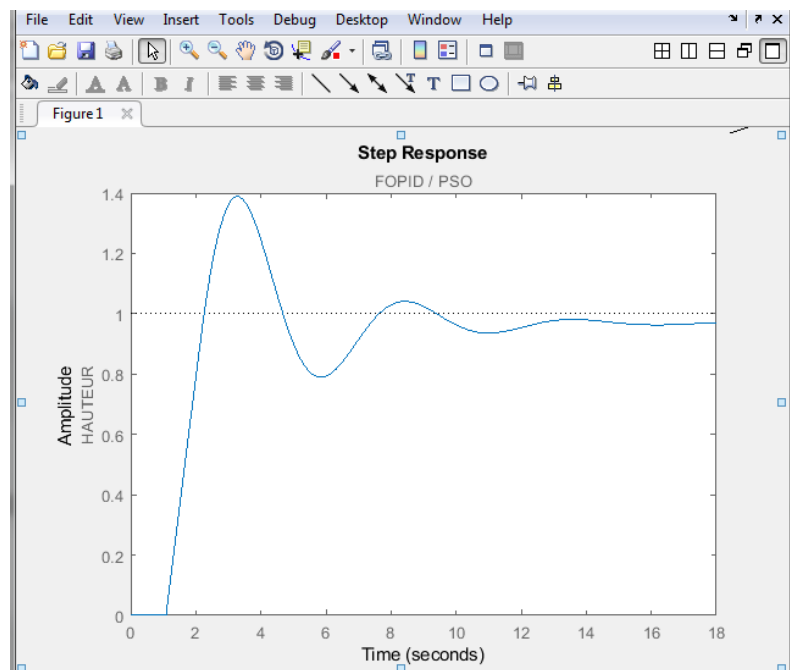 File Edit View Insert Tools Debug Desktop Window Help
Figure 1
Step Response
FOPID / PSO
1.4
1.2
1
0.8
0.6
0.4
0.2
0
Amplitude
HAUTEUR
0 2 4 6 8 10 12 14 16 18
Time (seconds)